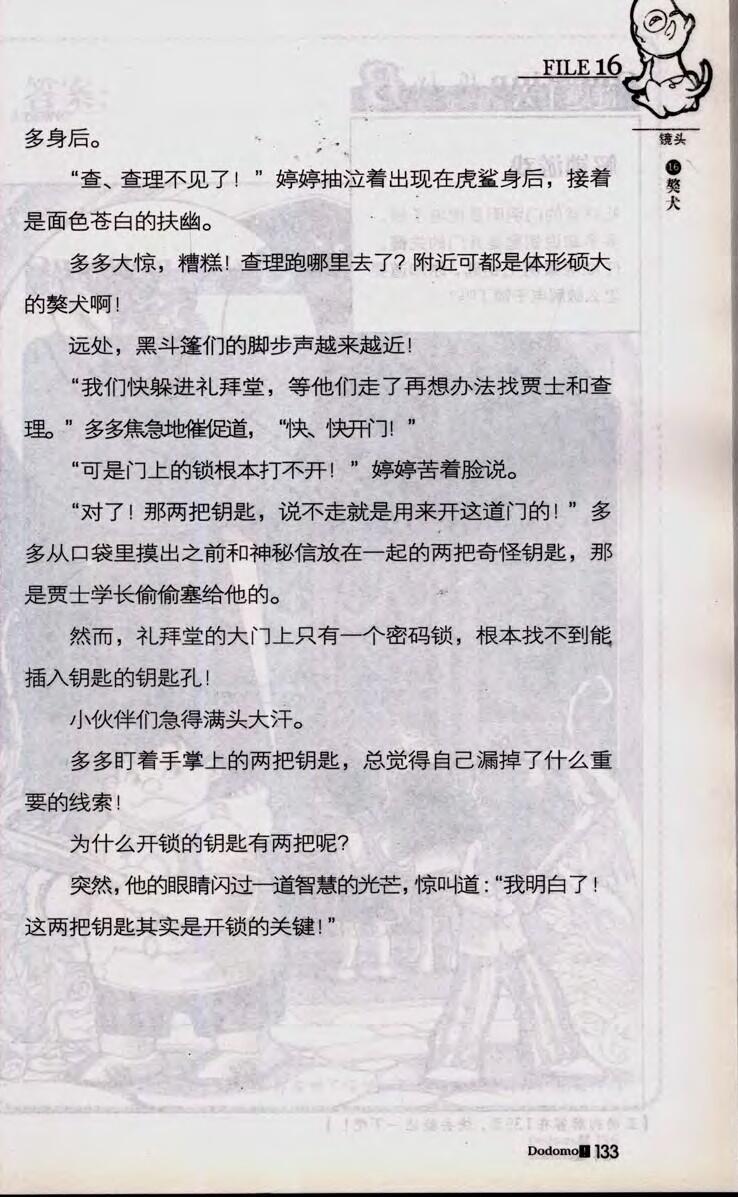 FILE 16
镜头
⑯
獒犬
多身后。
“查、查理不见了！”婷婷抽泣着出现在虎鲨身后，接着
是面色苍白的扶幽。
多多大惊，糟糕！查理跑哪里去了？附近可都是体形硕大
的獒犬啊！
远处，黑斗篷们的脚步声越来越近！
“我们快躲进礼拜堂，等他们走了再想办法找贾士和查
理。”多多焦急地催促道，“快、快开门！”
“可是门上的锁根本打不开！”婷婷苦着脸说。
“对了！那两把钥匙，说不走就是用来开这道门的！”多
多从口袋里摸出之前和神秘信放在一起的两把奇怪钥匙，那
是贾士学长偷偷塞给他的。
然而，礼拜堂的大门上只有一个密码锁，根本找不到能
插入钥匙的钥匙孔！
小伙伴们急得满头大汗。
多多盯着手掌上的两把钥匙，总觉得自己漏掉了什么重
要的线索！
为什么开锁的钥匙有两把呢？
突然，他的眼睛闪过一道智慧的光芒，惊叫道：“我明白了！
这两把钥匙其实是开锁的关键！”
Dodomo! 133